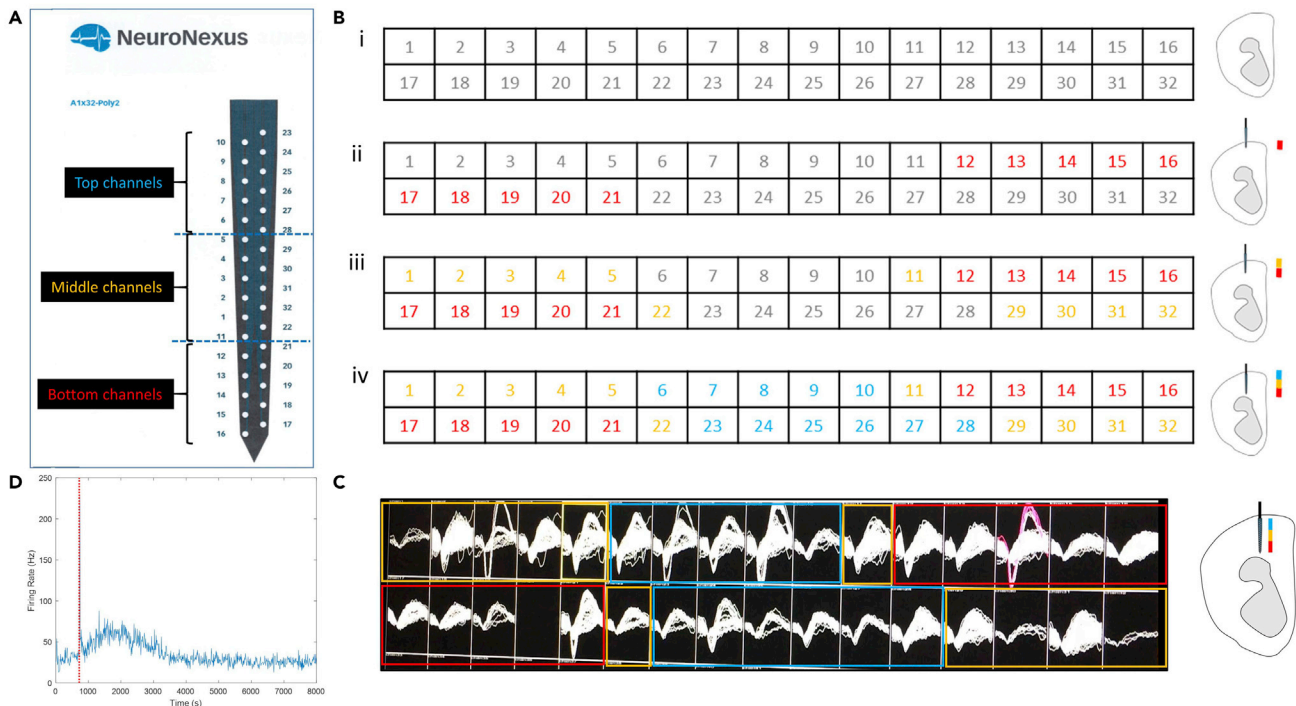 A
NeuroNexus
A1x32-Poly2
Top channels
Middle channels
Bottom channels
10
9
8
7
6
5
4
3
2
1
11
12
13
14
15
16
23
24
25
26
27
28
29
30
31
32
22
21
20
19
18
17
B
i
1 2 3 4 5 6 7 8 9 10 11 12 13 14 15 16
17 18 19 20 21 22 23 24 25 26 27 28 29 30 31 32
ii
1 2 3 4 5 6 7 8 9 10 11 12 13 14 15 16
17 18 19 20 21 22 23 24 25 26 27 28 29 30 31 32
iii
1 2 3 4 5 6 7 8 9 10 11 12 13 14 15 16
17 18 19 20 21 22 23 24 25 26 27 28 29 30 31 32
iv
1 2 3 4 5 6 7 8 9 10 11 12 13 14 15 16
17 18 19 20 21 22 23 24 25 26 27 28 29 30 31 32
D
Firing Rate (Hz)
250
200
150
100
50
0
0 1000 2000 3000 4000 5000 6000 7000 8000
Time (s)
C